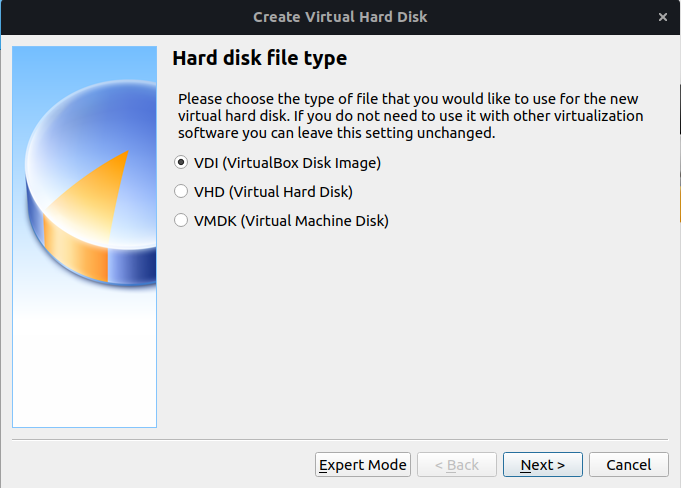 Create Virtual Hard Disk
Hard disk file type
Please choose the type of file that you would like to use for the new
virtual hard disk. If you do not need to use it with other virtualization
software you can leave this setting unchanged.
VDI (VirtualBox Disk Image)
VHD (Virtual Hard Disk)
VMDK (Virtual Machine Disk)
Expert Mode
< Back
Next >
Cancel